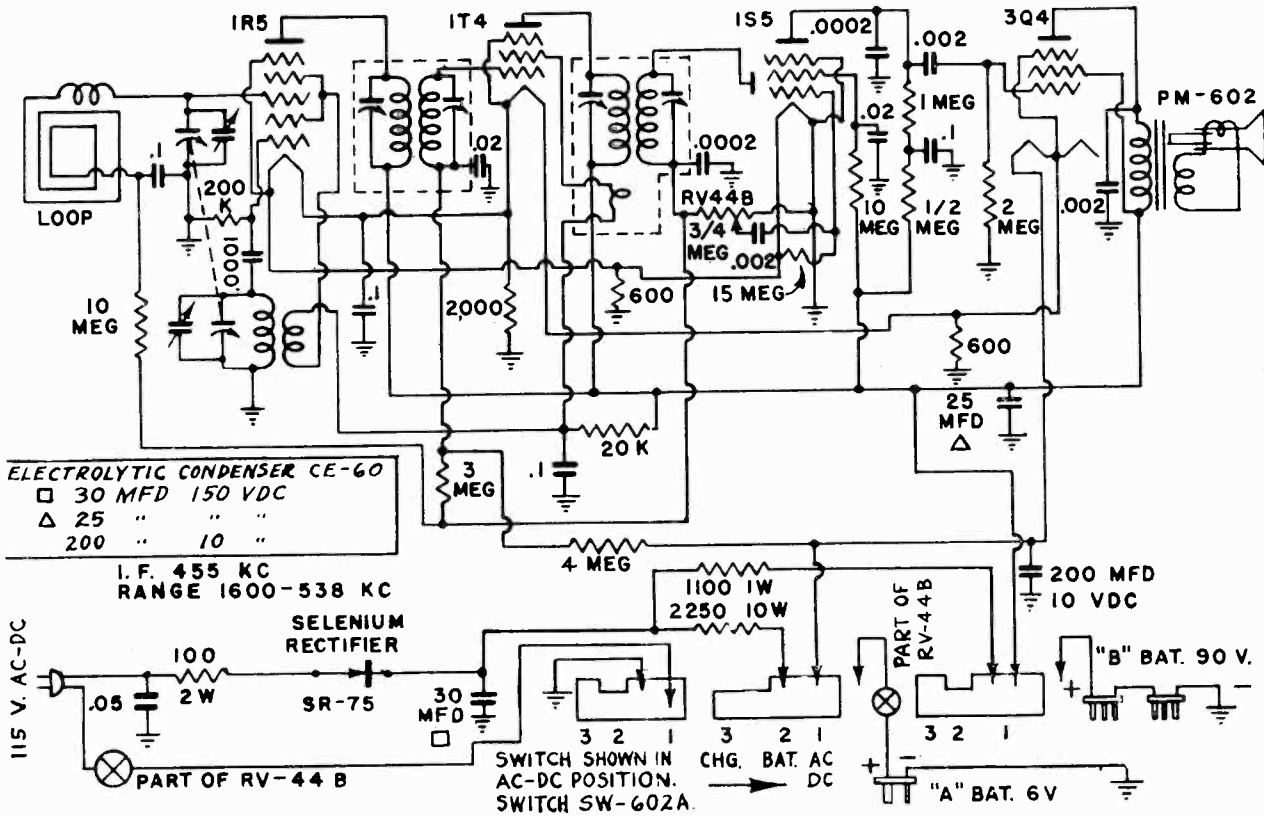 1R5
1T4
1S5
3Q4
.0002
.002
.02
1 MEG
.1
PM-602
LOOP
.1
200
K
.0001
.02
.0002
RV44B
3/4
MEG
.002
15 MEG
10
MEG
1/2
MEG
2
MEG
.002
10
MEG
.1
2,000
600
600
25
MFD
△
20 K
.1
3
MEG
4 MEG
ELECTROLYTIC CONDENSER CE-60
□ 30 MFD 150 VDC
△ 25 " " "
200 " 10 "
I.F. 455 KC
RANGE 1600-538 KC
1100 1W
2250 10W
200 MFD
10 VDC
115 V. AC-DC
100
2 W
.05
SELENIUM
RECTIFIER
SR-75
30
MFD
□
PART OF RV-44 B
3 2 1
SWITCH SHOWN IN
AC-DC POSITION.
SWITCH SW-602A.
3 2 1
CHG. BAT. AC
DC
PART OF
RV-44B
3 2 1
"B" BAT. 90 V.
+ -
+ -
"A" BAT. 6V